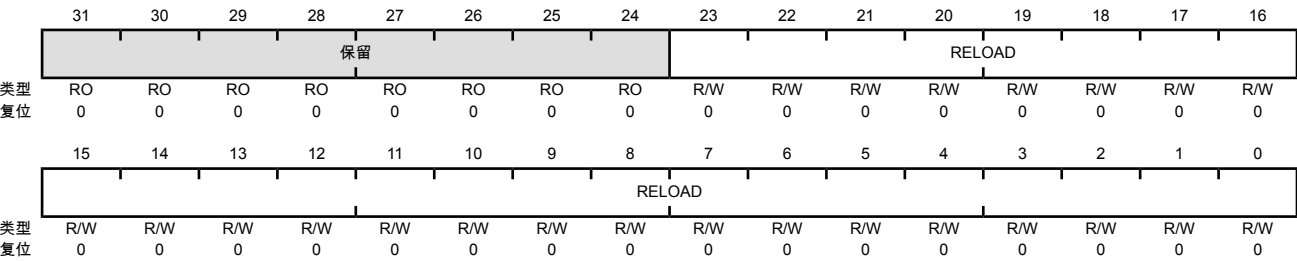 31 30 29 28 27 26 25 24 23 22 21 20 19 18 17 16
保留 RELOAD
类型 RO RO RO RO RO RO RO RO R/W R/W R/W R/W R/W R/W R/W R/W
复位 0 0 0 0 0 0 0 0 0 0 0 0 0 0 0 0
15 14 13 12 11 10 9 8 7 6 5 4 3 2 1 0
RELOAD
类型 R/W R/W R/W R/W R/W R/W R/W R/W R/W R/W R/W R/W R/W R/W R/W R/W
复位 0 0 0 0 0 0 0 0 0 0 0 0 0 0 0 0